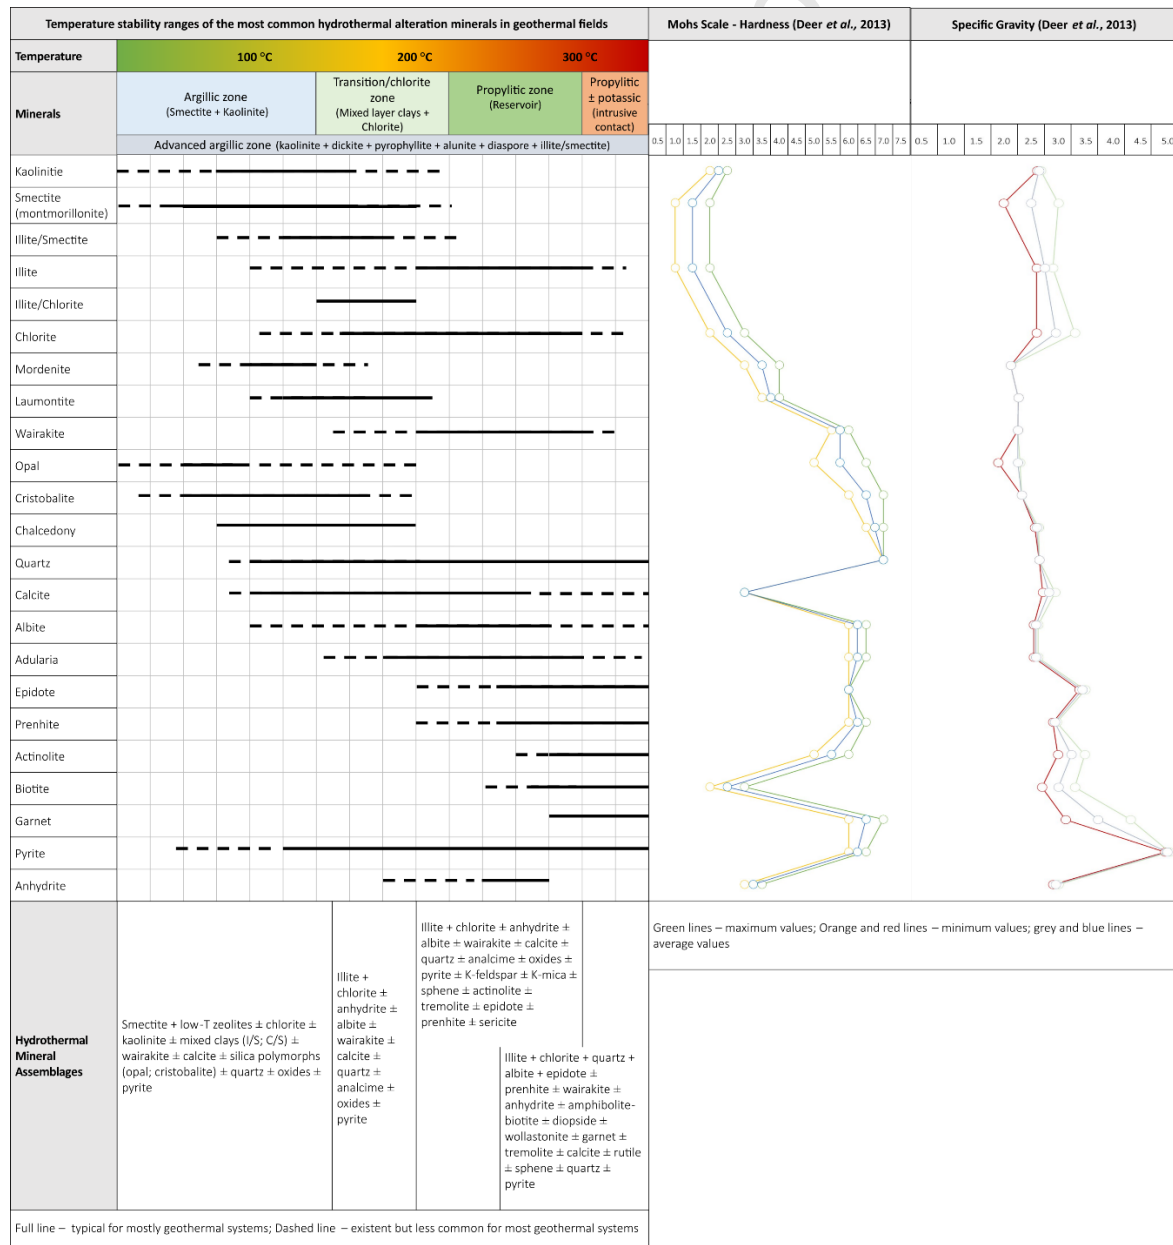 Temperature stability ranges of the most common hydrothermal alteration minerals in geothermal fields
Mohs Scale - Hardness (Deer et al., 2013)
Specific Gravity (Deer et al., 2013)
Temperature
100 °C
200 °C
300 °C
Minerals
Argillic zone
(Smectite + Kaolinite)
Transition/chlorite
zone
(Mixed layer clays +
Chlorite)
Propylitic zone
(Reservoir)
Propylitic
± potassic
(intrusive
contact)
Advanced argillic zone (kaolinite + dickite + pyrophyllite + alunite + diaspore + illite/smectite)
0.5 1.0 1.5 2.0 2.5 3.0 3.5 4.0 4.5 5.0 5.5 6.0 6.5 7.0 7.5
0.5 1.0 1.5 2.0 2.5 3.0 3.5 4.0 4.5 5.0
Kaolinitie
Smectite
(montmorillonite)
Illite/Smectite
Illite
Illite/Chlorite
Chlorite
Mordenite
Laumontite
Wairakite
Opal
Cristobalite
Chalcedony
Quartz
Calcite
Albite
Adularia
Epidote
Prenhite
Actinolite
Biotite
Garnet
Pyrite
Anhydrite
Hydrothermal
Mineral
Assemblages
Smectite + low-T zeolites ± chlorite ±
kaolinite ± mixed clays (I/S; C/S) ±
wairakite ± calcite ± silica polymorphs
(opal; cristobalite) ± quartz ± oxides ±
pyrite
Illite +
chlorite ±
anhydrite ±
albite ±
wairakite ±
calcite ±
quartz ±
analcime ±
oxides ±
pyrite
Illite + chlorite ± anhydrite ±
albite ± wairakite ± calcite ±
quartz ± analcime ± oxides ±
pyrite ± K-feldspar ± K-mica ±
sphene ± actinolite ±
tremolite ± epidote ±
prenhite ± sericite
Illite + chlorite + quartz +
albite + epidote ±
prenhite ± wairakite ±
anhydrite ± amphibolite-
biotite ± diopside ±
wollastonite ± garnet ±
tremolite ± calcite ± rutile
± sphene ± quartz ±
pyrite
Green lines – maximum values; Orange and red lines – minimum values; grey and blue lines –
average values
Full line – typical for mostly geothermal systems; Dashed line – existent but less common for most geothermal systems